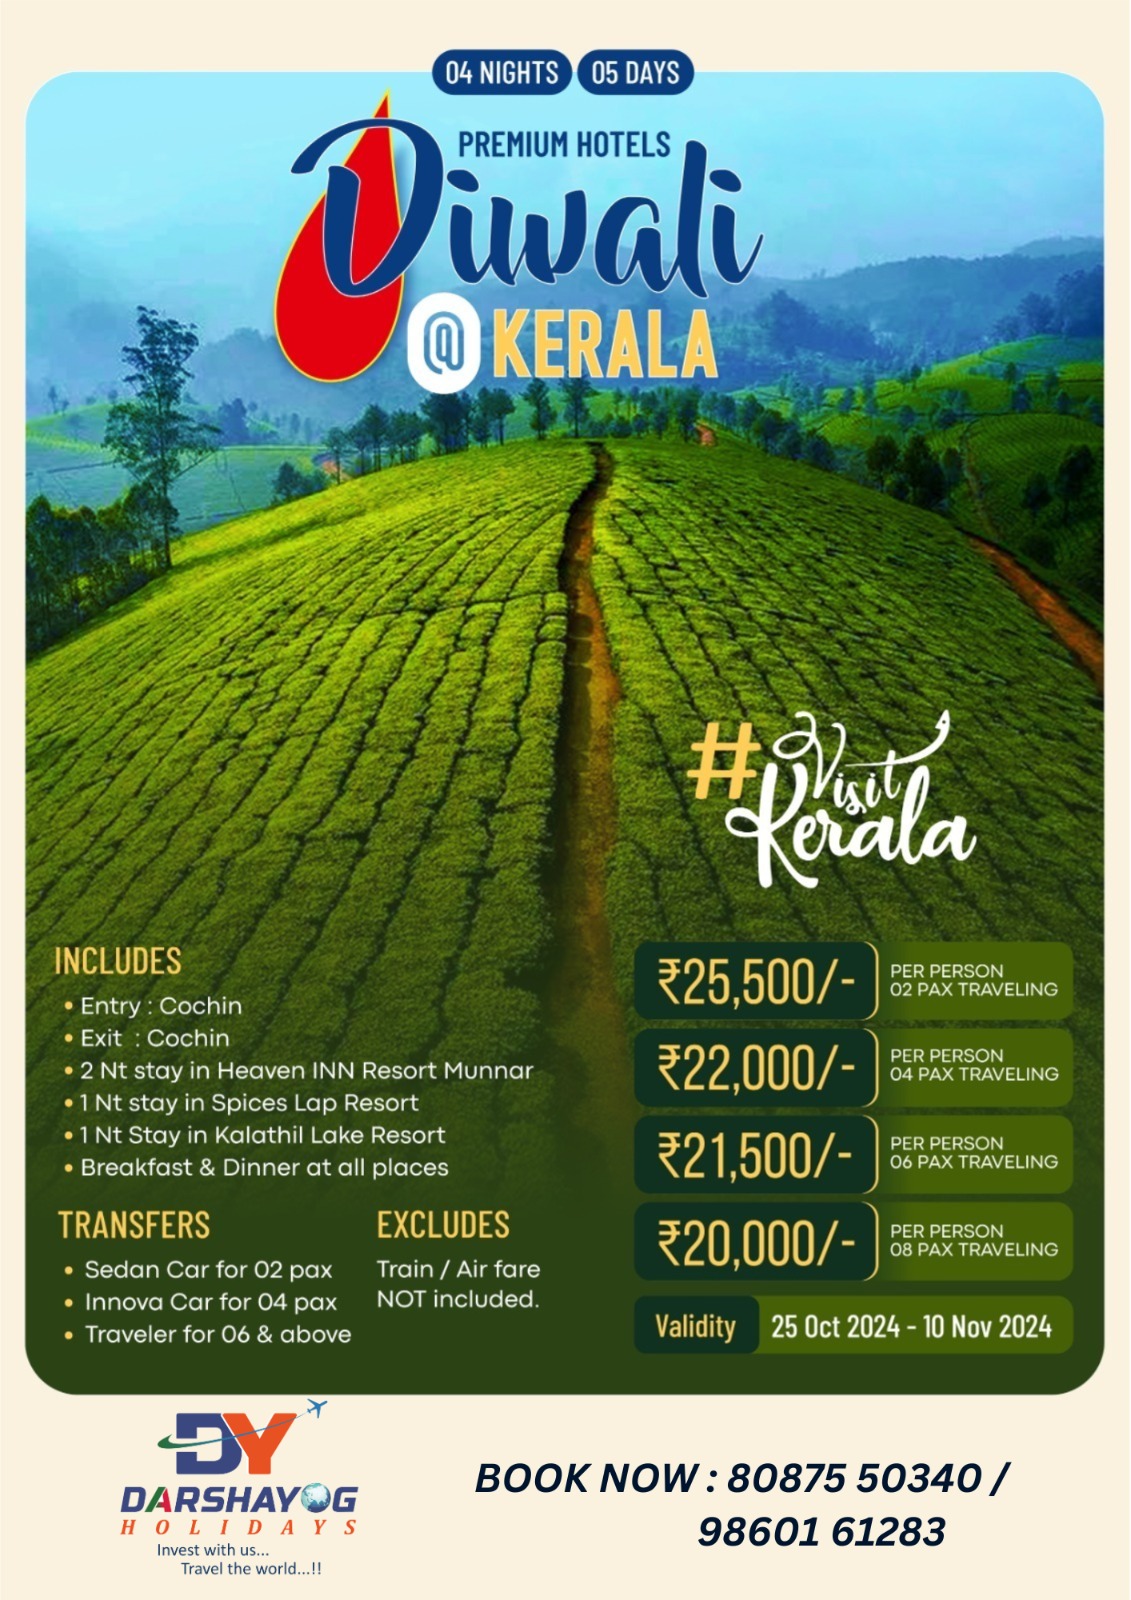 04 NIGHTS 05 DAYS
PREMIUM HOTELS
Diwali
@ KERALA
#Visit
Kerala
INCLUDES
• Entry : Cochin
• Exit : Cochin
• 2 Nt stay in Heaven INN Resort Munnar
• 1 Nt stay in Spices Lap Resort
• 1 Nt Stay in Kalathil Lake Resort
• Breakfast & Dinner at all places
TRANSFERS
• Sedan Car for 02 pax
• Innova Car for 04 pax
• Traveler for 06 & above
EXCLUDES
Train / Air fare
NOT included.
₹25,500/- PER PERSON
02 PAX TRAVELING
₹22,000/- PER PERSON
04 PAX TRAVELING
₹21,500/- PER PERSON
06 PAX TRAVELING
₹20,000/- PER PERSON
08 PAX TRAVELING
Validity 25 Oct 2024 - 10 Nov 2024
DY
DARSHAYOG
HOLIDAYS
Invest with us...
Travel the world...!!
BOOK NOW : 80875 50340 /
98601 61283